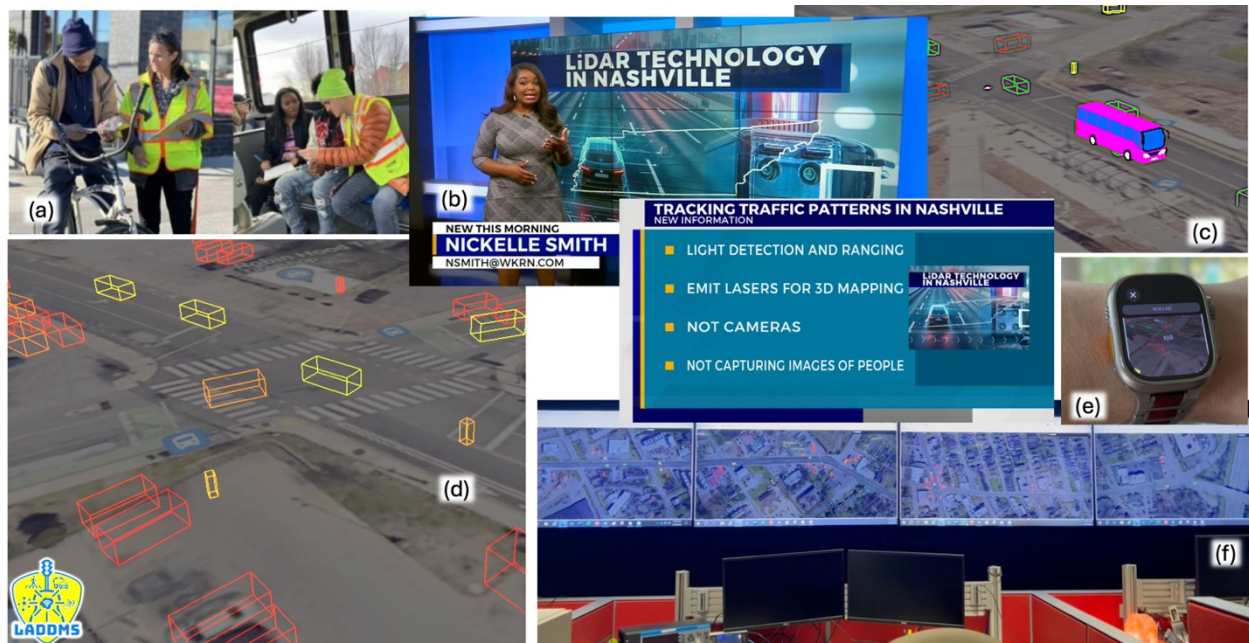 (a)
(b)
LiDAR TECHNOLOGY
IN NASHVILLE
NEW THIS MORNING
NICKELLE SMITH
NSMITH@WKRN.COM
(c)
TRACKING TRAFFIC PATTERNS IN NASHVILLE
NEW INFORMATION
LIGHT DETECTION AND RANGING
EMIT LASERS FOR 3D MAPPING
NOT CAMERAS
NOT CAPTURING IMAGES OF PEOPLE
LiDAR TECHNOLOGY
IN NASHVILLE
(d)
(e)
(f)
LADDMS